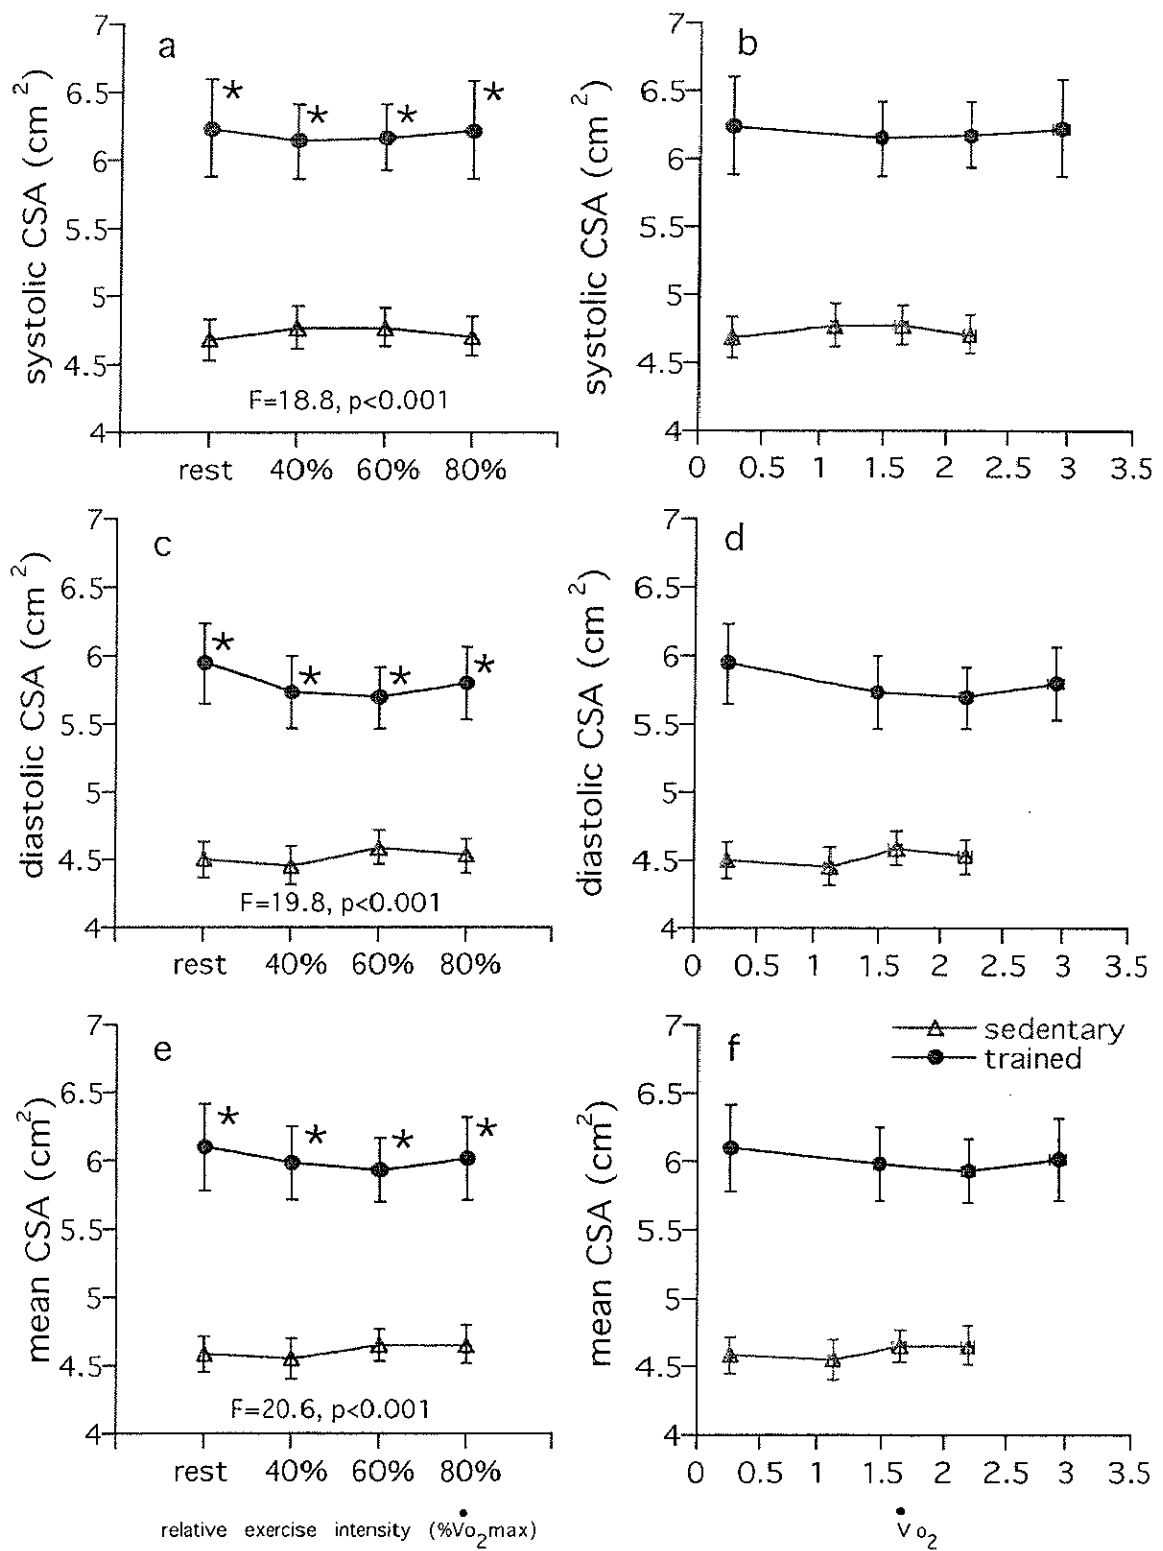 a
systolic CSA (cm²)
7
6.5
6
5.5
5
4.5
4
* * * *
F=18.8, p<0.001
rest 40% 60% 80%
b
systolic CSA (cm²)
7
6.5
6
5.5
5
4.5
4
0 0.5 1 1.5 2 2.5 3 3.5
c
diastolic CSA (cm²)
7
6.5
6
5.5
5
4.5
4
* * * *
F=19.8, p<0.001
rest 40% 60% 80%
d
diastolic CSA (cm²)
7
6.5
6
5.5
5
4.5
4
0 0.5 1 1.5 2 2.5 3 3.5
e
mean CSA (cm²)
7
6.5
6
5.5
5
4.5
4
* * * *
F=20.6, p<0.001
rest 40% 60% 80%
relative exercise intensity (%V̇o₂max)
f
sedentary
trained
mean CSA (cm²)
7
6.5
6
5.5
5
4.5
4
0 0.5 1 1.5 2 2.5 3 3.5
V̇o₂